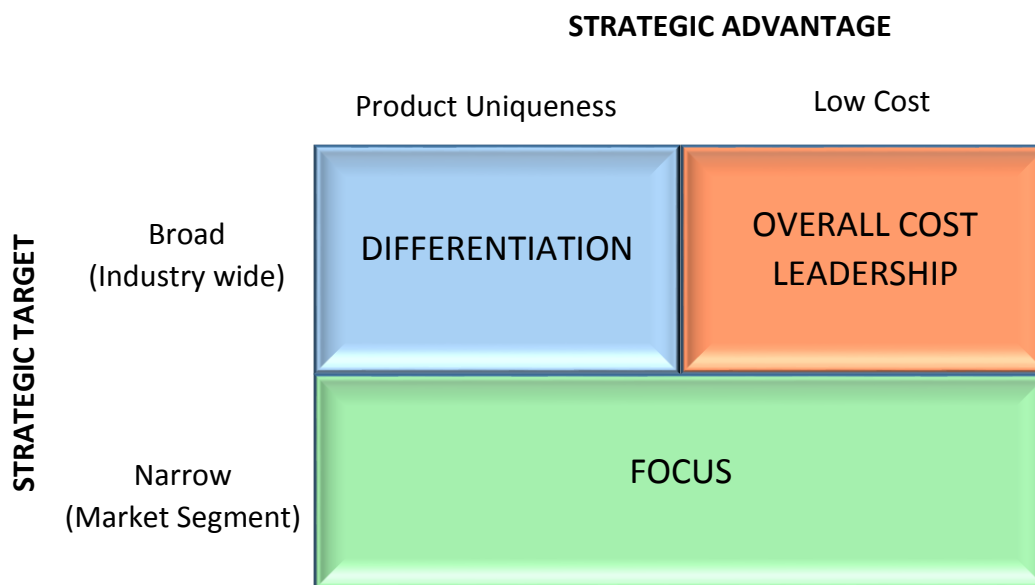 STRATEGIC ADVANTAGE
Product Uniqueness
Low Cost
STRATEGIC TARGET
Broad
(Industry wide)
DIFFERENTIATION
OVERALL COST
LEADERSHIP
Narrow
(Market Segment)
FOCUS